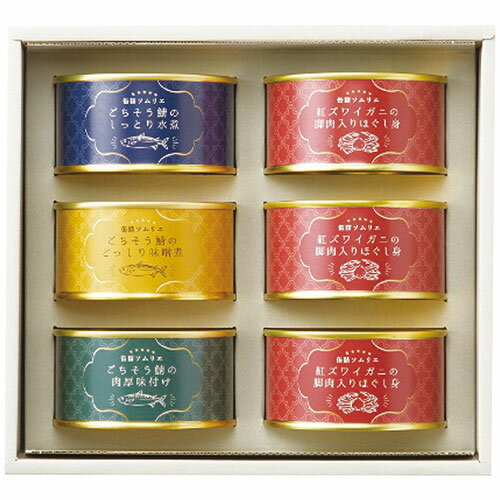 缶詰ソムリエ
ごちそう鯖の
しっとり水煮
缶詰ソムリエ
紅ズワイガニの
脚肉入りほぐし身
缶詰ソムリエ
ごちそう鯖の
どっしり味噌煮
缶詰ソムリエ
紅ズワイガニの
脚肉入りほぐし身
缶詰ソムリエ
ごちそう鯖の
肉厚味付け
缶詰ソムリエ
紅ズワイガニの
脚肉入りほぐし身